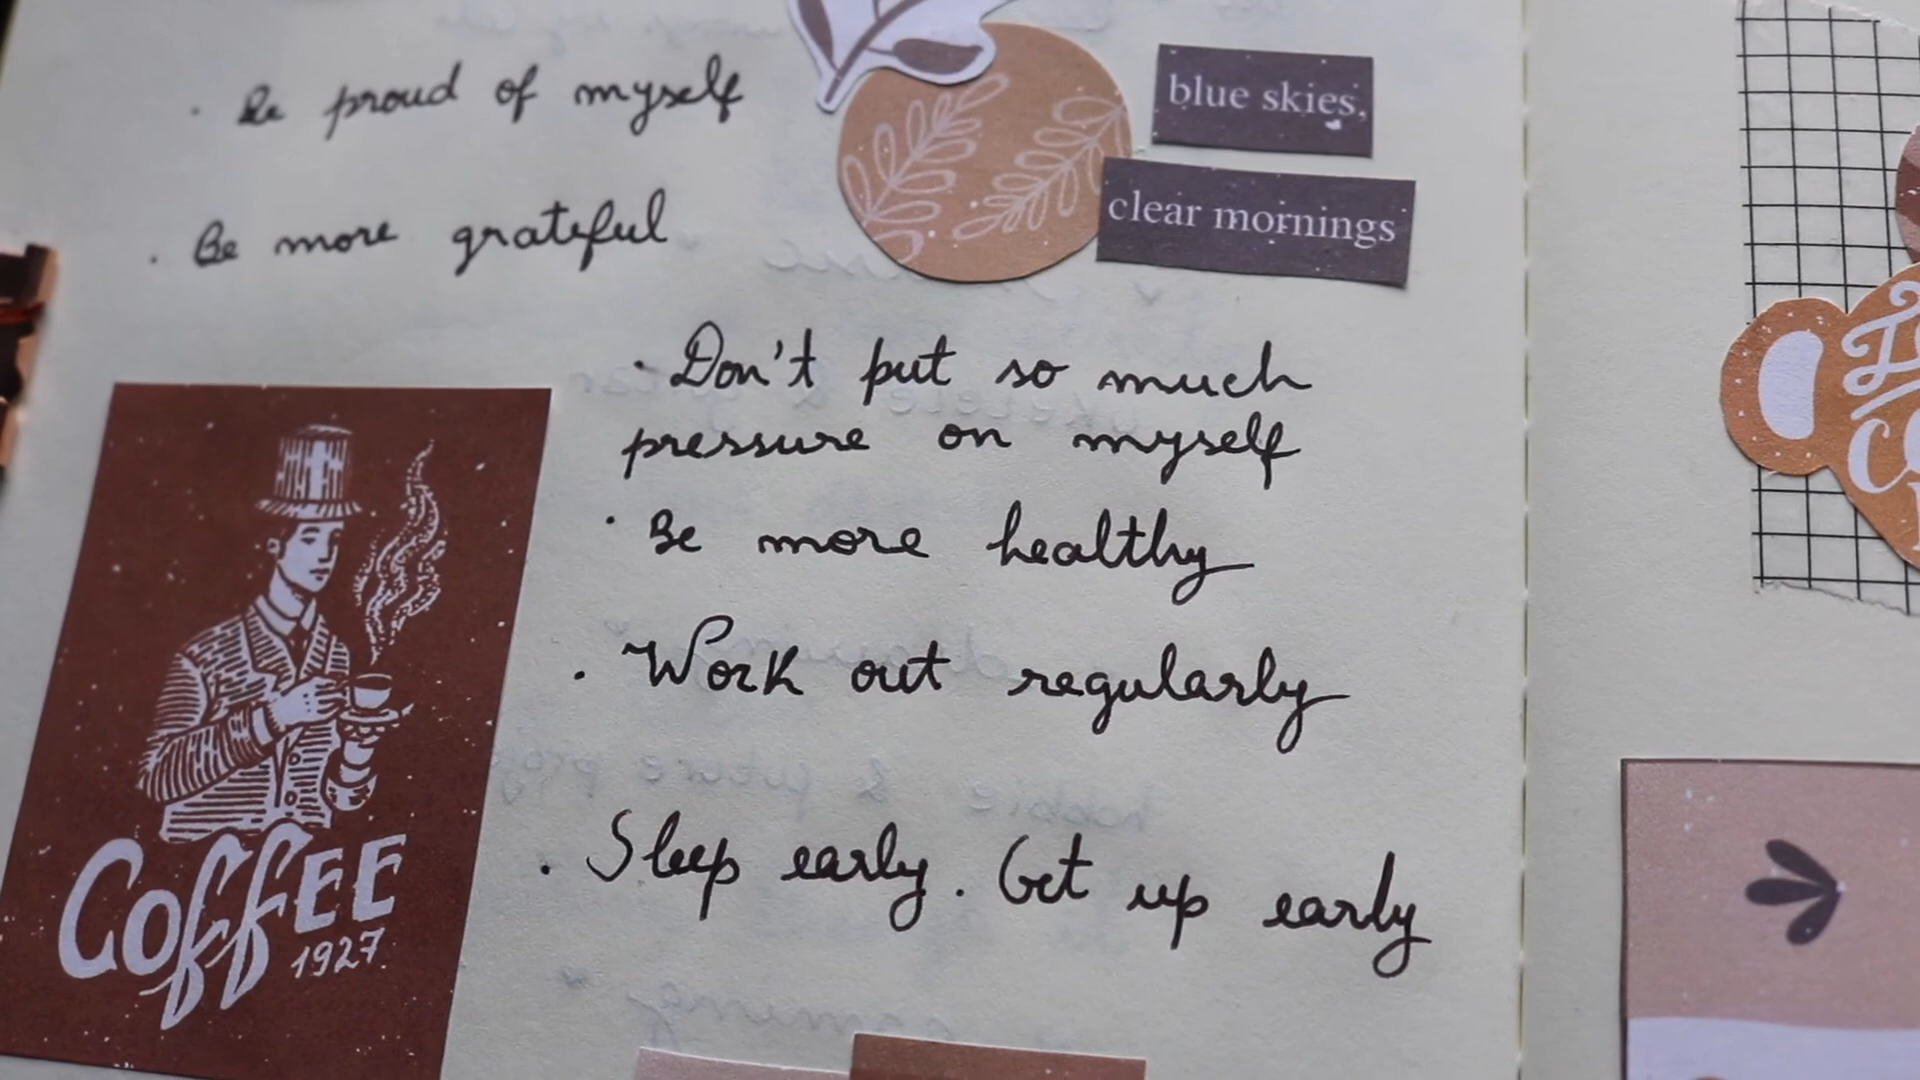 · Be proud of myself
blue skies,
clear mornings
· Be more grateful
· Don't put so much
pressure on myself
· Be more healthy
· Work out regularly
· Sleep early. Get up early
COFFEE
1927